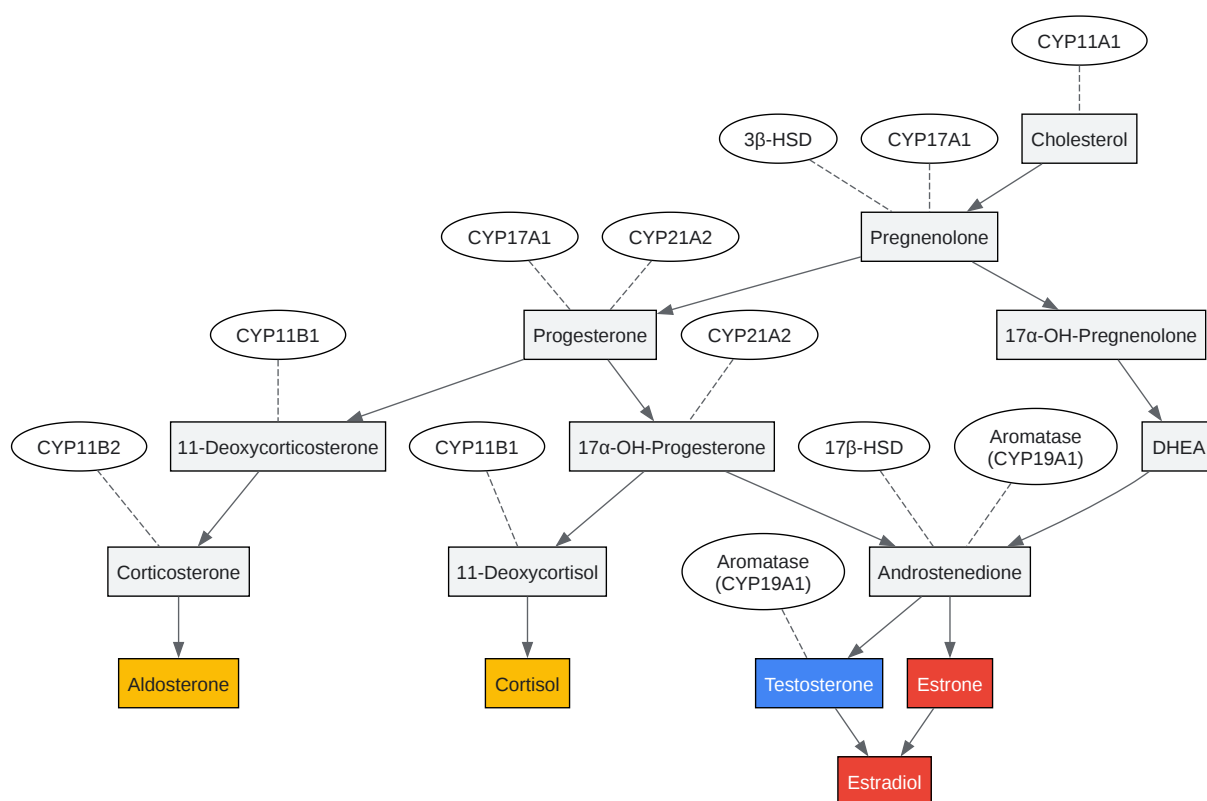 CYP11A1
3β-HSD
CYP17A1
Cholesterol
CYP17A1
CYP21A2
Pregnenolone
CYP11B1
Progesterone
CYP21A2
17α-OH-Pregnenolone
CYP11B2
11-Deoxycorticosterone
CYP11B1
17α-OH-Progesterone
17β-HSD
Aromatase
(CYP19A1)
DHEA
Corticosterone
11-Deoxycortisol
Aromatase
(CYP19A1)
Androstenedione
Aldosterone
Cortisol
Testosterone
Estrone
Estradiol